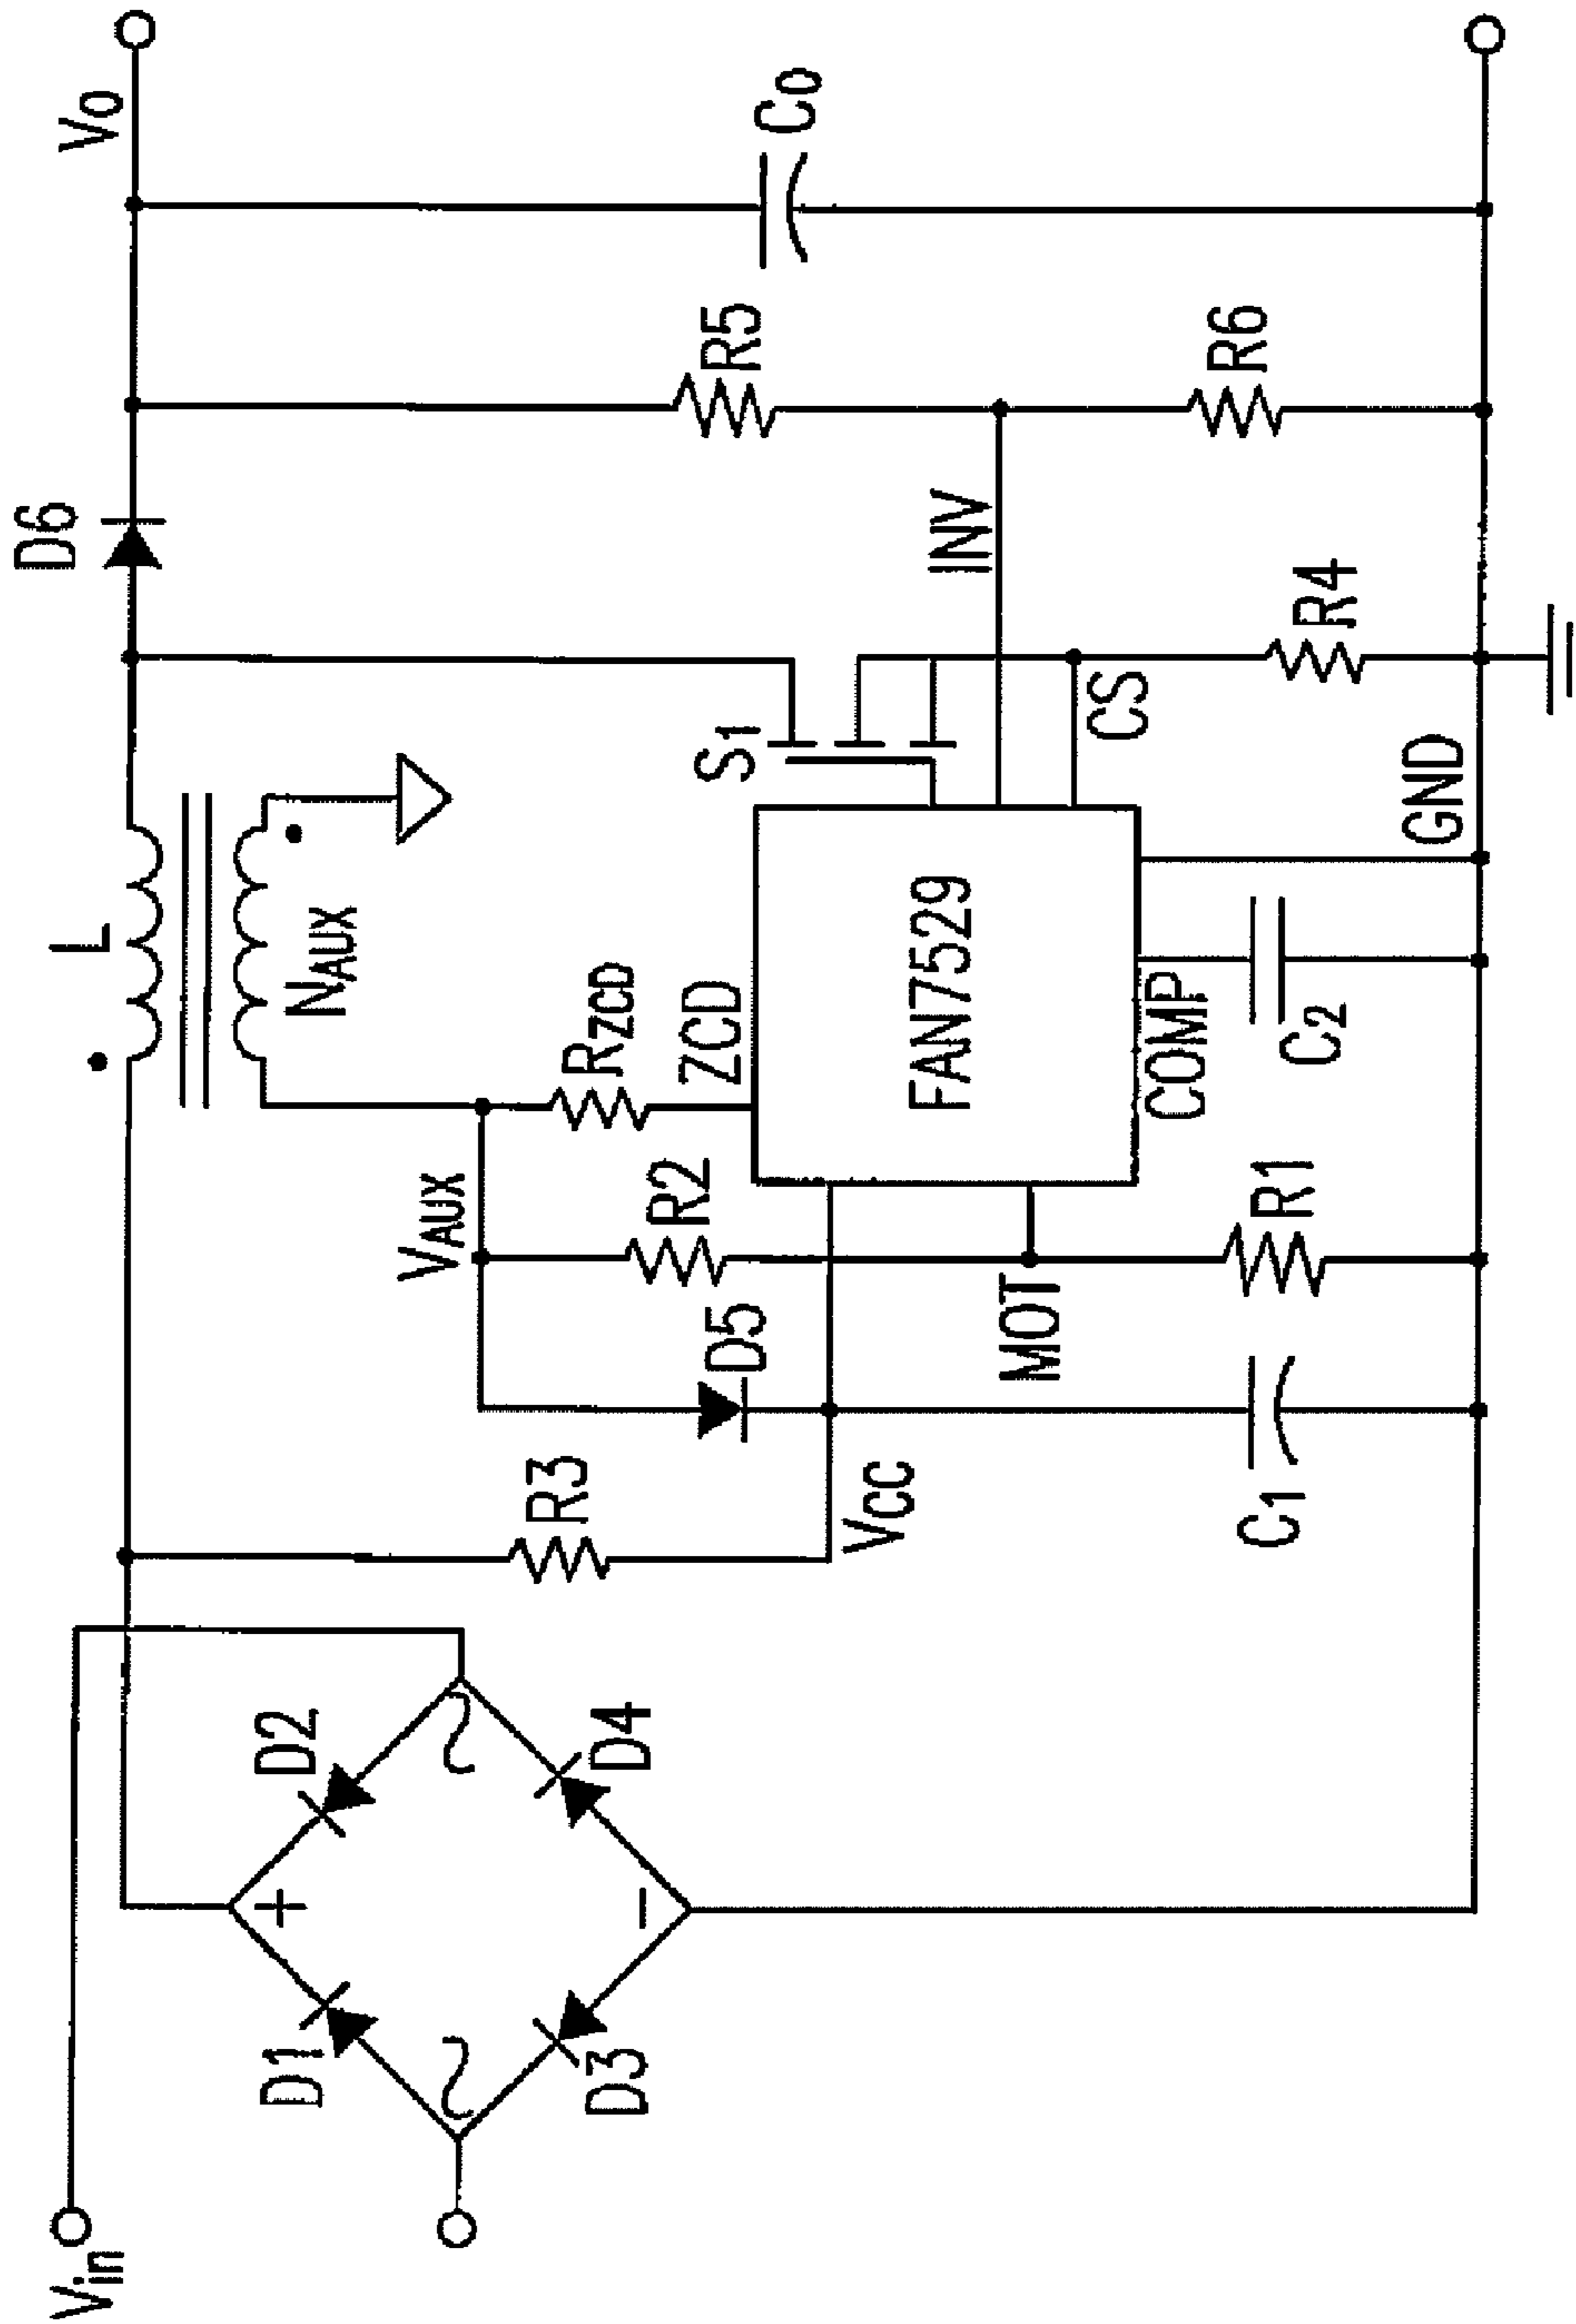 Vin
D1
D2
D3
D4
+
−
R3
VCC
C1
D5
VAUX
R2
MOT
R1
L
NAUX
RZCD
ZCD
FAN7529
COMP
C2
GND
S1
CS
INV
R4
D6
R5
R6
VO
CO